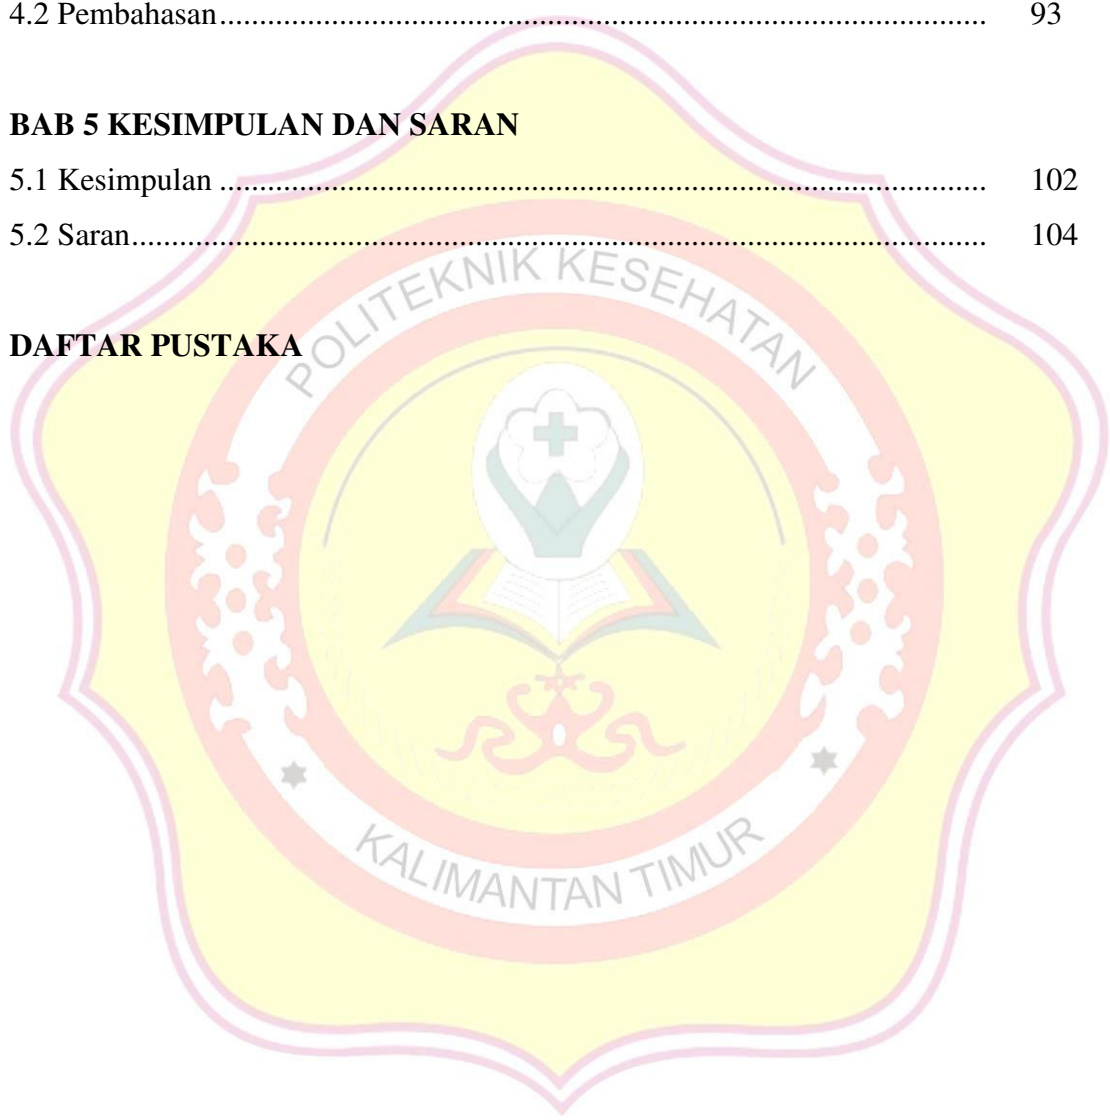 4.2 Pembahasan................................................................................................ 93
BAB 5 KESIMPULAN DAN SARAN
5.1 Kesimpulan ................................................................................................ 102
5.2 Saran........................................................................................................... 104
POLITEKNIK KESEHATAN
DAFTAR PUSTAKA
KALIMANTAN TIMUR